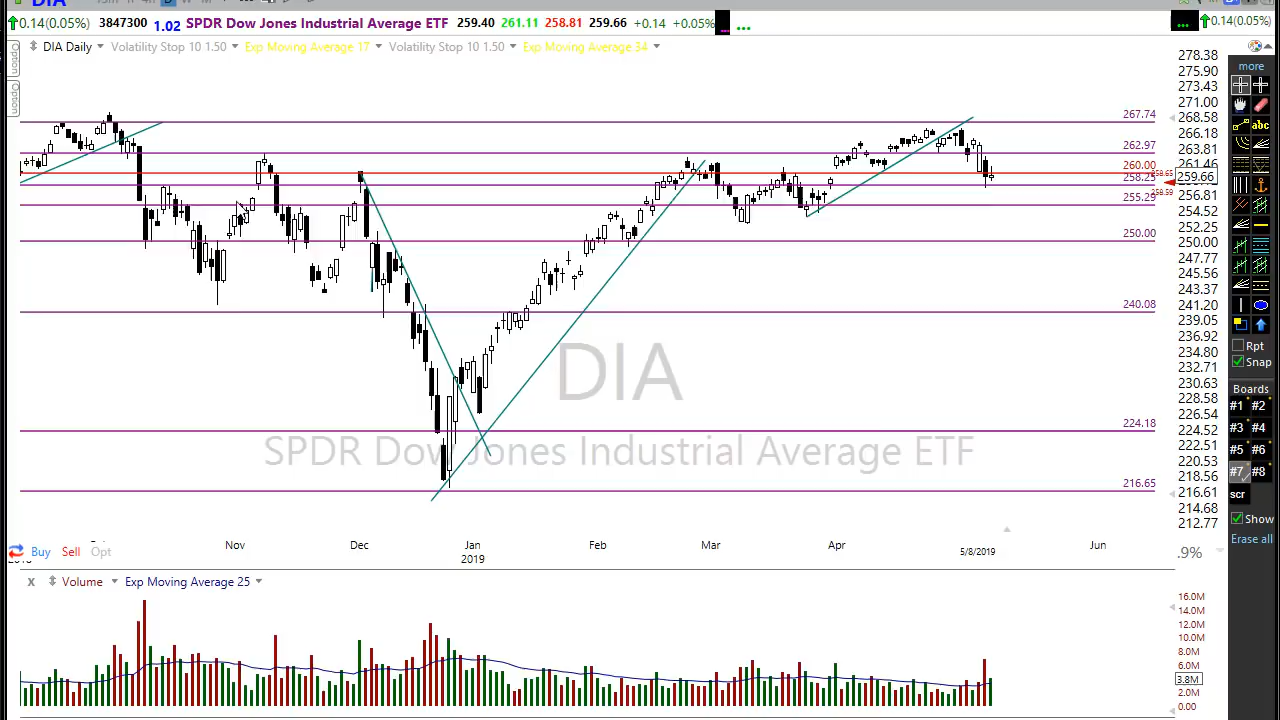 DIA
0.14(0.05%) 3847300 1.02 SPDR Dow Jones Industrial Average ETF 259.40 261.11 258.81 259.66 +0.14 +0.05% ... ... 0.14(0.05%)
Option
Option
DIA Daily Volatility Stop 10 1.50 Exp Moving Average 17 Volatility Stop 10 1.50 Exp Moving Average 34
267.74
262.97
260.00
258.25
255.29
250.00
240.08
224.18
216.65
258.65
258.59
278.38
275.90
273.43
271.00
268.58
266.18
263.81
261.46
259.66
256.81
254.52
252.25
250.00
247.77
245.56
243.37
241.20
239.05
236.92
234.80
232.71
230.63
228.58
226.54
224.52
222.51
220.53
218.56
216.61
214.68
212.77
DIA
SPDR Dow Jones Industrial Average ETF
Nov Dec Jan Feb Mar Apr 5/8/2019 Jun
2019
Buy Sell Opt
.9%
X Volume Exp Moving Average 25
16.0M
14.0M
12.0M
10.0M
8.0M
6.0M
3.8M
2.0M
0.00
more
abc
Rpt
Snap
Boards
#1 #2
#3 #4
#5 #6
#7 #8
scr
Show
Erase all